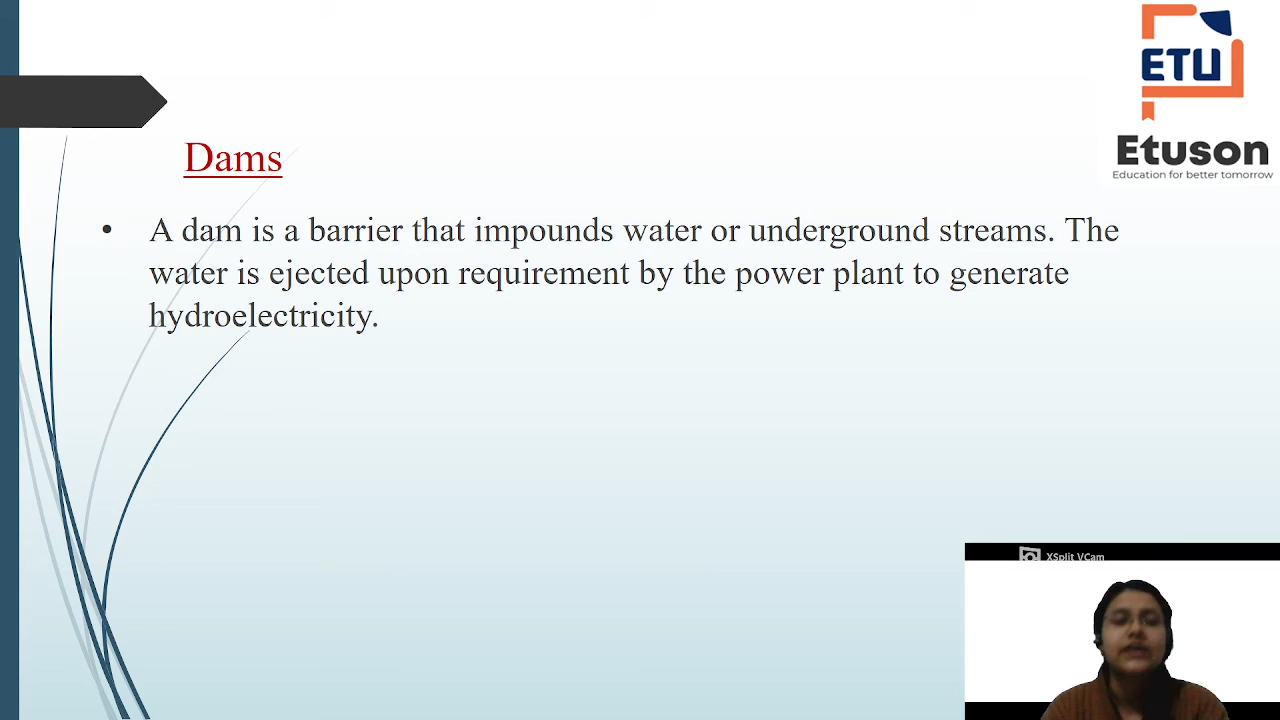 ETU
Etuson
Education for better tomorrow
Dams
• A dam is a barrier that impounds water or underground streams. The
water is ejected upon requirement by the power plant to generate
hydroelectricity.
XSplit VCam